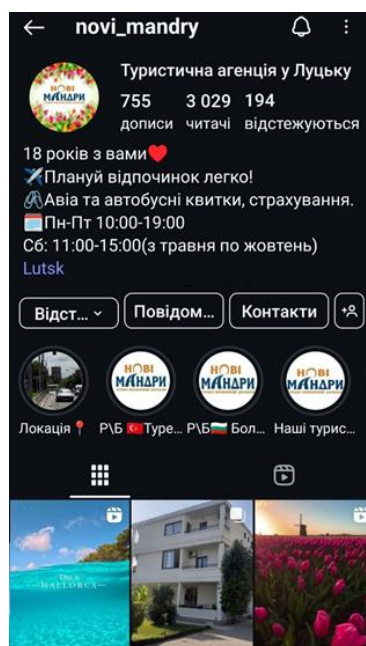 novi_mandry
НОВІ
МАНДРИ
Туристична агенція у Луцьку
755 3 029 194
дописи читачі відстежуються
18 років з вами❤️
✈️Плануй відпочинок легко!
🖇️Авіа та автобусні квитки, страхування.
🗓️Пн-Пт 10:00-19:00
Сб: 11:00-15:00(з травня по жовтень)
Lutsk
Відст... Повідом... Контакти
НОВІ
МАНДРИ
НОВІ
МАНДРИ
НОВІ
МАНДРИ
Локація📍 Р\Б 🇹🇷Туре... Р\Б🇧🇬 Бол... Наші турис...
MALLORCA